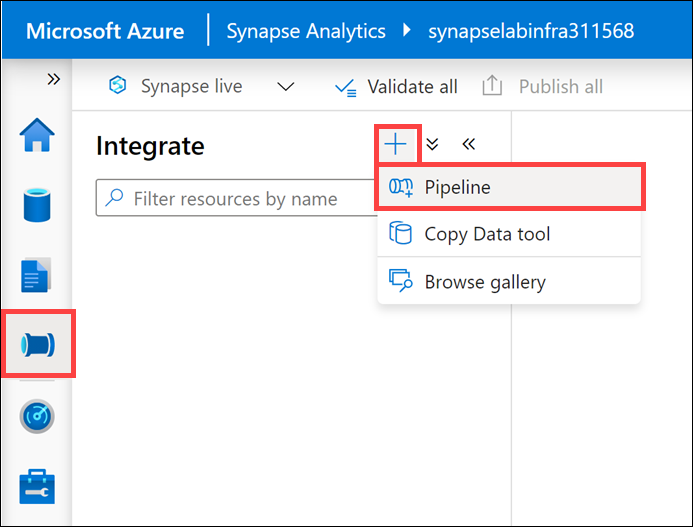 Microsoft Azure Synapse Analytics synapselabinfra311568
Synapse live Validate all Publish all
Integrate
Filter resources by name
Pipeline
Copy Data tool
Browse gallery